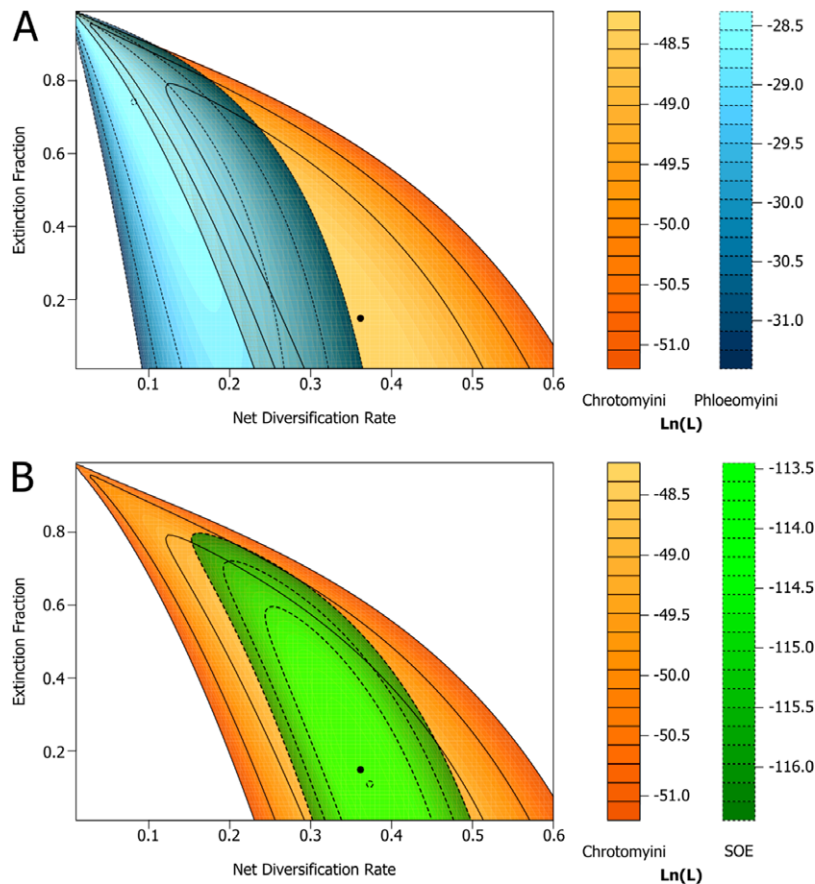 A
Extinction Fraction
0.8
0.6
0.4
0.2
0.1 0.2 0.3 0.4 0.5 0.6
Net Diversification Rate
-48.5
-49.0
-49.5
-50.0
-50.5
-51.0
-28.5
-29.0
-29.5
-30.0
-30.5
-31.0
Chrotomyini Phloeomyini
Ln(L)
B
Extinction Fraction
0.8
0.6
0.4
0.2
0.1 0.2 0.3 0.4 0.5 0.6
Net Diversification Rate
-48.5
-49.0
-49.5
-50.0
-50.5
-51.0
-113.5
-114.0
-114.5
-115.0
-115.5
-116.0
Chrotomyini SOE
Ln(L)